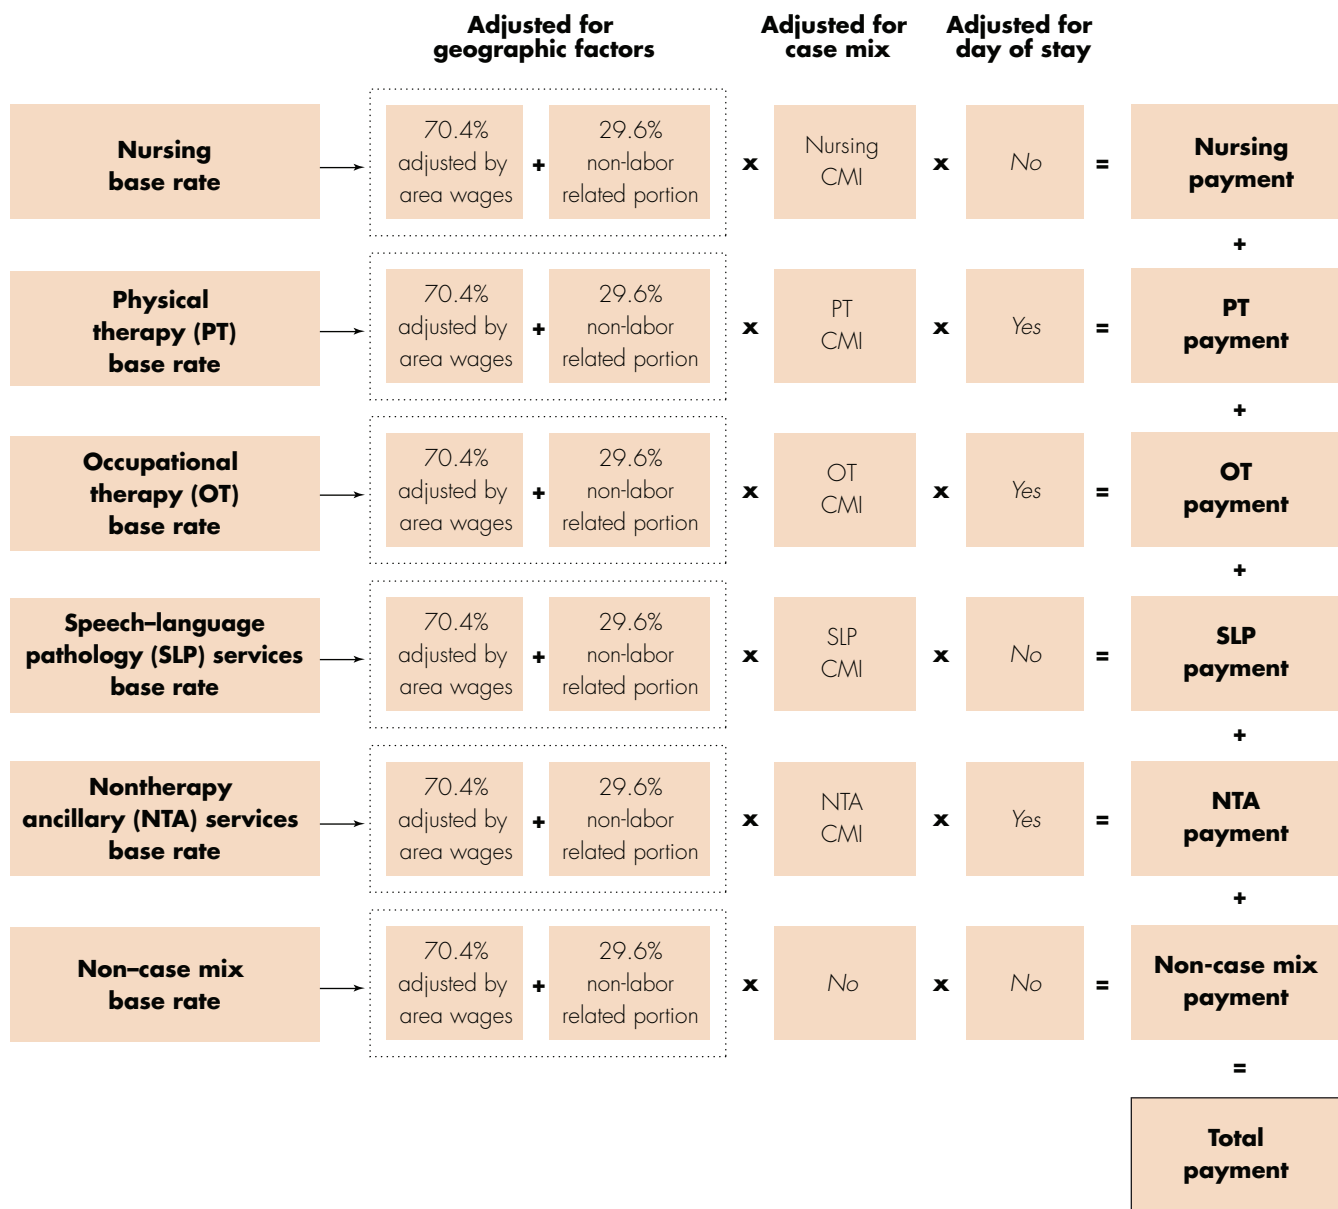 Adjusted for
geographic factors
Adjusted for
case mix
Adjusted for
day of stay
Nursing
base rate
70.4%
adjusted by
area wages
+
29.6%
non-labor
related portion
x
Nursing
CMI
x
No
=
Nursing
payment
+
Physical
therapy (PT)
base rate
70.4%
adjusted by
area wages
+
29.6%
non-labor
related portion
x
PT
CMI
x
Yes
=
PT
payment
+
Occupational
therapy (OT)
base rate
70.4%
adjusted by
area wages
+
29.6%
non-labor
related portion
x
OT
CMI
x
Yes
=
OT
payment
+
Speech–language
pathology (SLP) services
base rate
70.4%
adjusted by
area wages
+
29.6%
non-labor
related portion
x
SLP
CMI
x
No
=
SLP
payment
+
Nontherapy
ancillary (NTA) services
base rate
70.4%
adjusted by
area wages
+
29.6%
non-labor
related portion
x
NTA
CMI
x
Yes
=
NTA
payment
+
Non–case mix
base rate
70.4%
adjusted by
area wages
+
29.6%
non-labor
related portion
x
No
x
No
=
Non-case mix
payment
=
Total
payment